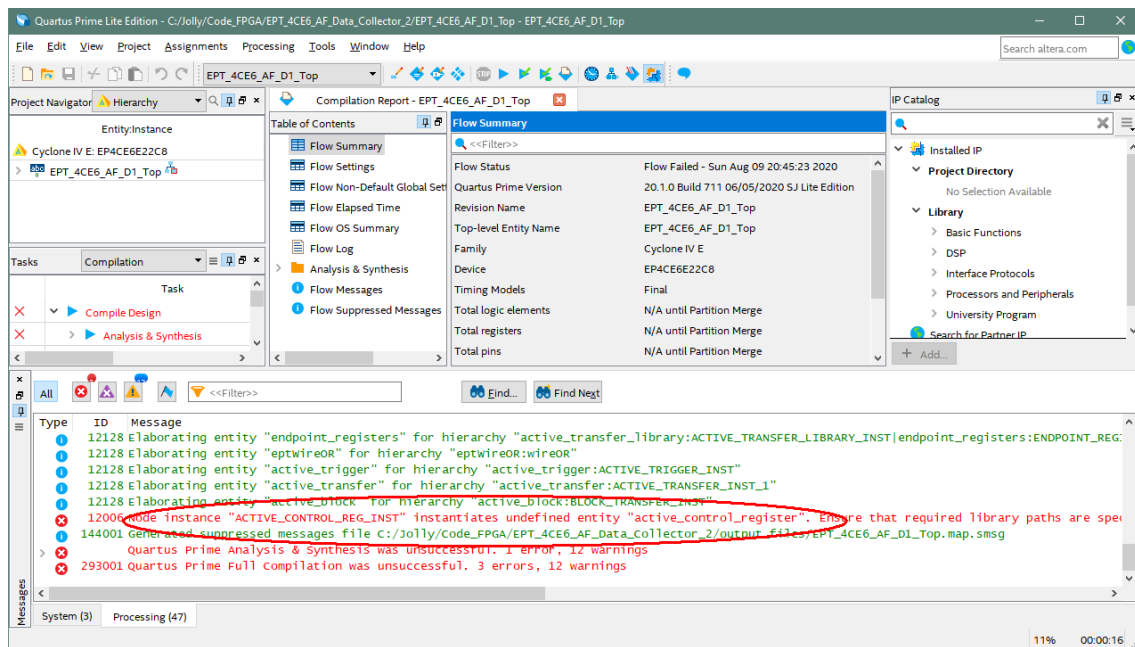 Quartus Prime Lite Edition - C:/Jolly/Code_FPGA/EPT_4CE6_AF_Data_Collector_2/EPT_4CE6_AF_D1_Top - EPT_4CE6_AF_D1_Top
File Edit View Project Assignments Processing Tools Window Help
Search altera.com
EPT_4CE6_AF_D1_Top
Project Navigator Hierarchy
Entity:Instance
Cyclone IV E: EP4CE6E22C8
EPT_4CE6_AF_D1_Top
Tasks Compilation
Task
Compile Design
Analysis & Synthesis
Compilation Report - EPT_4CE6_AF_D1_Top
Table of Contents
Flow Summary
Flow Settings
Flow Non-Default Global Set
Flow Elapsed Time
Flow OS Summary
Flow Log
Analysis & Synthesis
Flow Messages
Flow Suppressed Messages
Flow Summary
<<Filter>>
Flow Status Flow Failed - Sun Aug 09 20:45:23 2020
Quartus Prime Version 20.1.0 Build 711 06/05/2020 SJ Lite Edition
Revision Name EPT_4CE6_AF_D1_Top
Top-level Entity Name EPT_4CE6_AF_D1_Top
Family Cyclone IV E
Device EP4CE6E22C8
Timing Models Final
Total logic elements N/A until Partition Merge
Total registers N/A until Partition Merge
Total pins N/A until Partition Merge
IP Catalog
Installed IP
Project Directory
No Selection Available
Library
Basic Functions
DSP
Interface Protocols
Processors and Peripherals
University Program
Search for Partner IP
+ Add...
All <<Filter>> Find... Find Next
Type ID Message
12128 Elaborating entity "endpoint_registers" for hierarchy "active_transfer_library:ACTIVE_TRANSFER_LIBRARY_INST|endpoint_registers:ENDPOINT_REG
12128 Elaborating entity "eptWireOR" for hierarchy "eptWireOR:wireOR"
12128 Elaborating entity "active_trigger" for hierarchy "active_trigger:ACTIVE_TRIGGER_INST"
12128 Elaborating entity "active_transfer" for hierarchy "active_transfer:ACTIVE_TRANSFER_INST_1"
12128 Elaborating entity "active_block" for hierarchy "active_block:BLOCK_TRANSFER_INST"
12006 Node instance "ACTIVE_CONTROL_REG_INST" instantiates undefined entity "active_control_register". Ensure that required library paths are spe
144001 Generated suppressed messages file C:/Jolly/Code_FPGA/EPT_4CE6_AF_Data_Collector_2/output_files/EPT_4CE6_AF_D1_Top.map.smsg
Quartus Prime Analysis & Synthesis was unsuccessful. 1 error, 12 warnings
293001 Quartus Prime Full Compilation was unsuccessful. 3 errors, 12 warnings
Messages
System (3) Processing (47)
11% 00:00:16